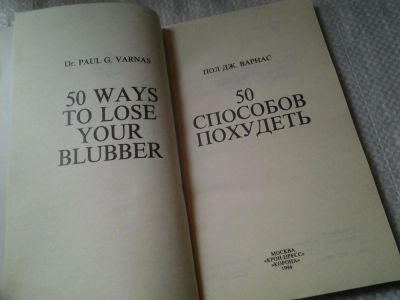 Dr. PAUL G. VARNAS
50 WAYS
TO LOSE
YOUR
BLUBBER
ПОЛ ДЖ. ВАРНАС
50
СПОСОБОВ
ПОХУДЕТЬ
МОСКВА
«КРОН-ПРЕСС»
«КОРОНА»
1994